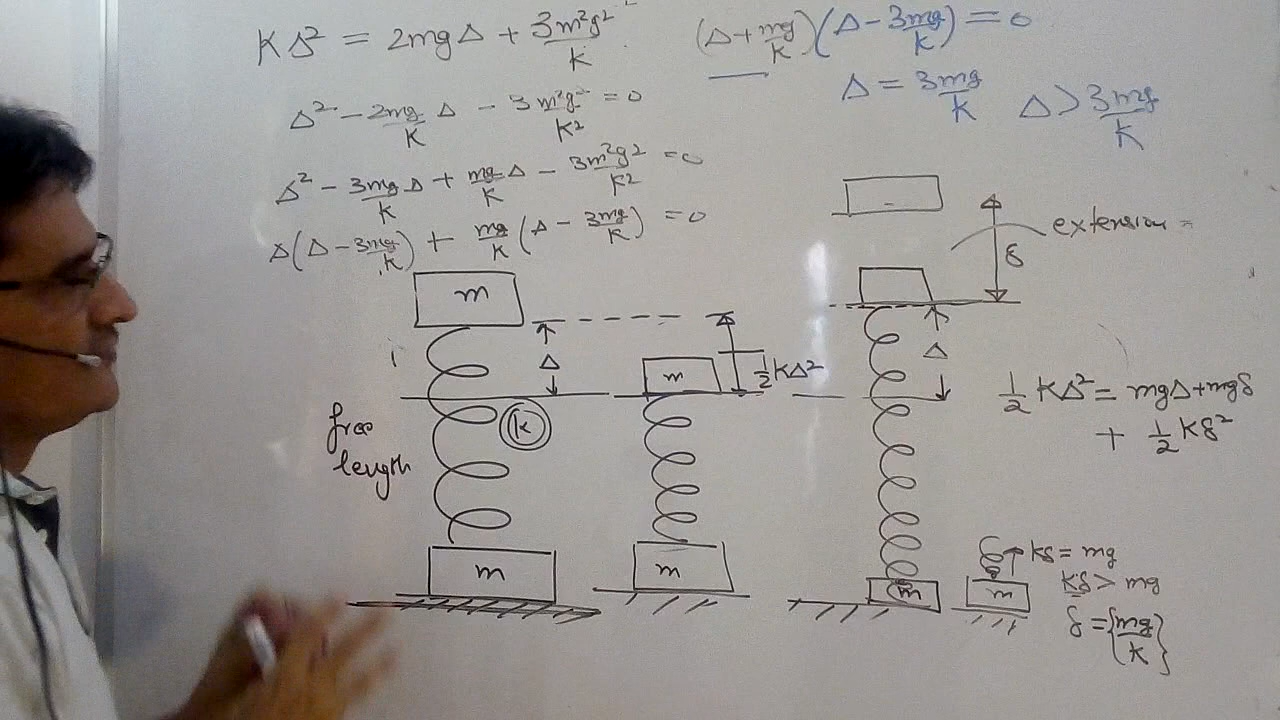 KΔ² = 2mgΔ + 3m²g²/K
(Δ + mg/K)(Δ - 3mg/K) = 0
Δ = 3mg/K
Δ > 3mg/K
Δ² - 2mg/K Δ - 3m²g²/K² = 0
Δ² - 3mg/K Δ + mg/K Δ - 3m²g²/K² = 0
Δ(Δ - 3mg/K) + mg/K (Δ - 3mg/K) = 0
extension =
δ
m
Δ
m
½KΔ²
Δ
½ KΔ² = mgΔ + mgδ
+ ½ Kδ²
free
length
K
m
m
m
m
Kδ = mg
Kδ > mg
δ = {mg/K}